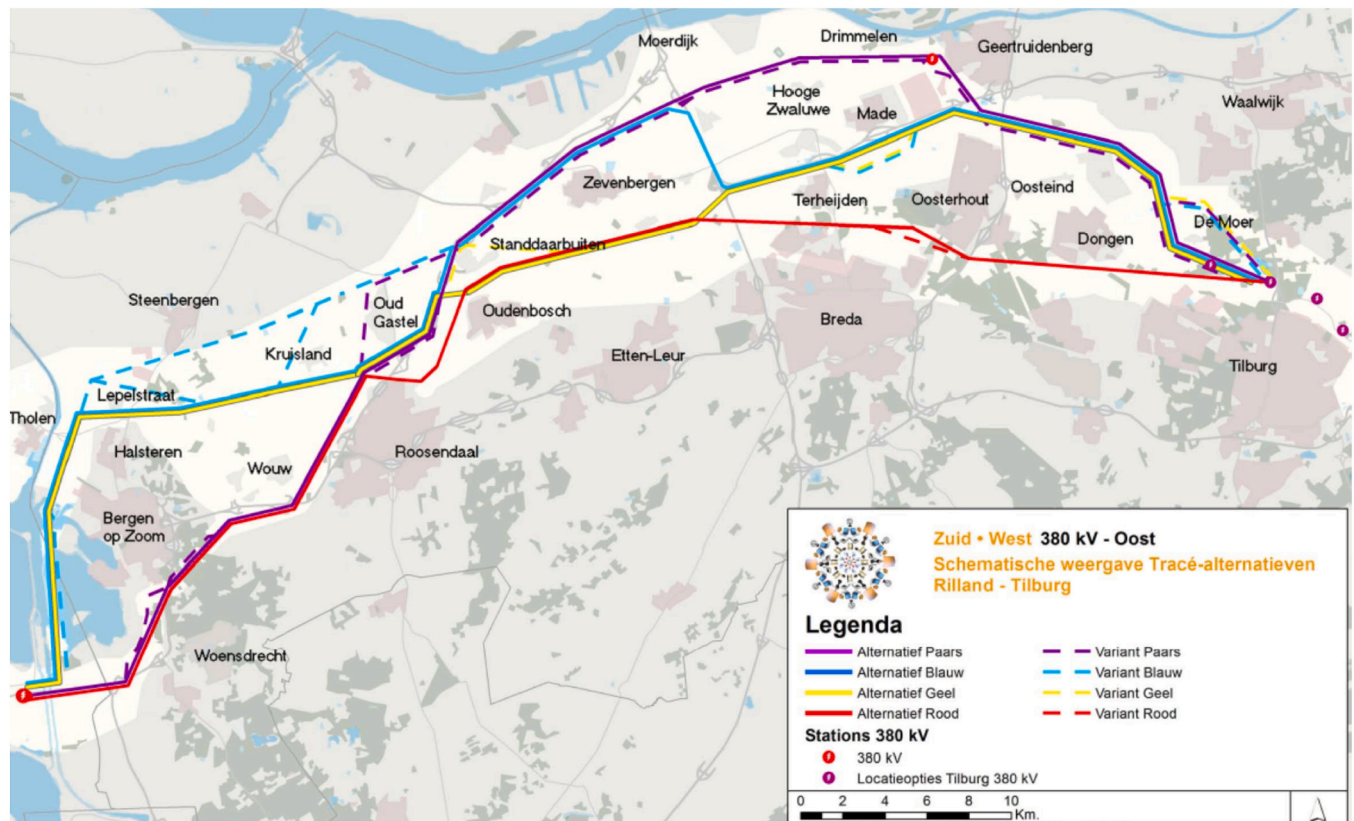 Drimmelen
Moerdijk
Geertruidenberg
Hooge
Zwaluwe
Waalwijk
Made
Zevenbergen
Terheijden
Oosterhout
Oosteind
De Moer
Dongen
Standdaarbuiten
Steenbergen
Oud
Gastel
Oudenbosch
Breda
Kruisland
Etten-Leur
Tilburg
Lepelstraat
Tholen
Halsteren
Roosendaal
Wouw
Bergen
op Zoom
Woensdrecht
Zuid • West 380 kV - Oost
Schematische weergave Tracé-alternatieven
Rilland - Tilburg
Legenda
Alternatief Paars
Variant Paars
Alternatief Blauw
Variant Blauw
Alternatief Geel
Variant Geel
Alternatief Rood
Variant Rood
Stations 380 kV
380 kV
Locatieopties Tilburg 380 kV
0 2 4 6 8 10
Km.